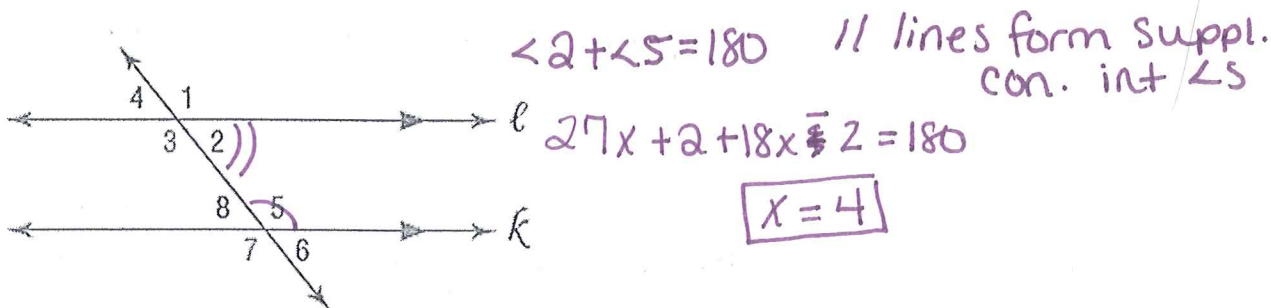 <2+<5=180 // lines form suppl.
con. int <s
4 1
ℓ
3 2
27x+2+18x-2=180
8 5
x=4
k
7 6